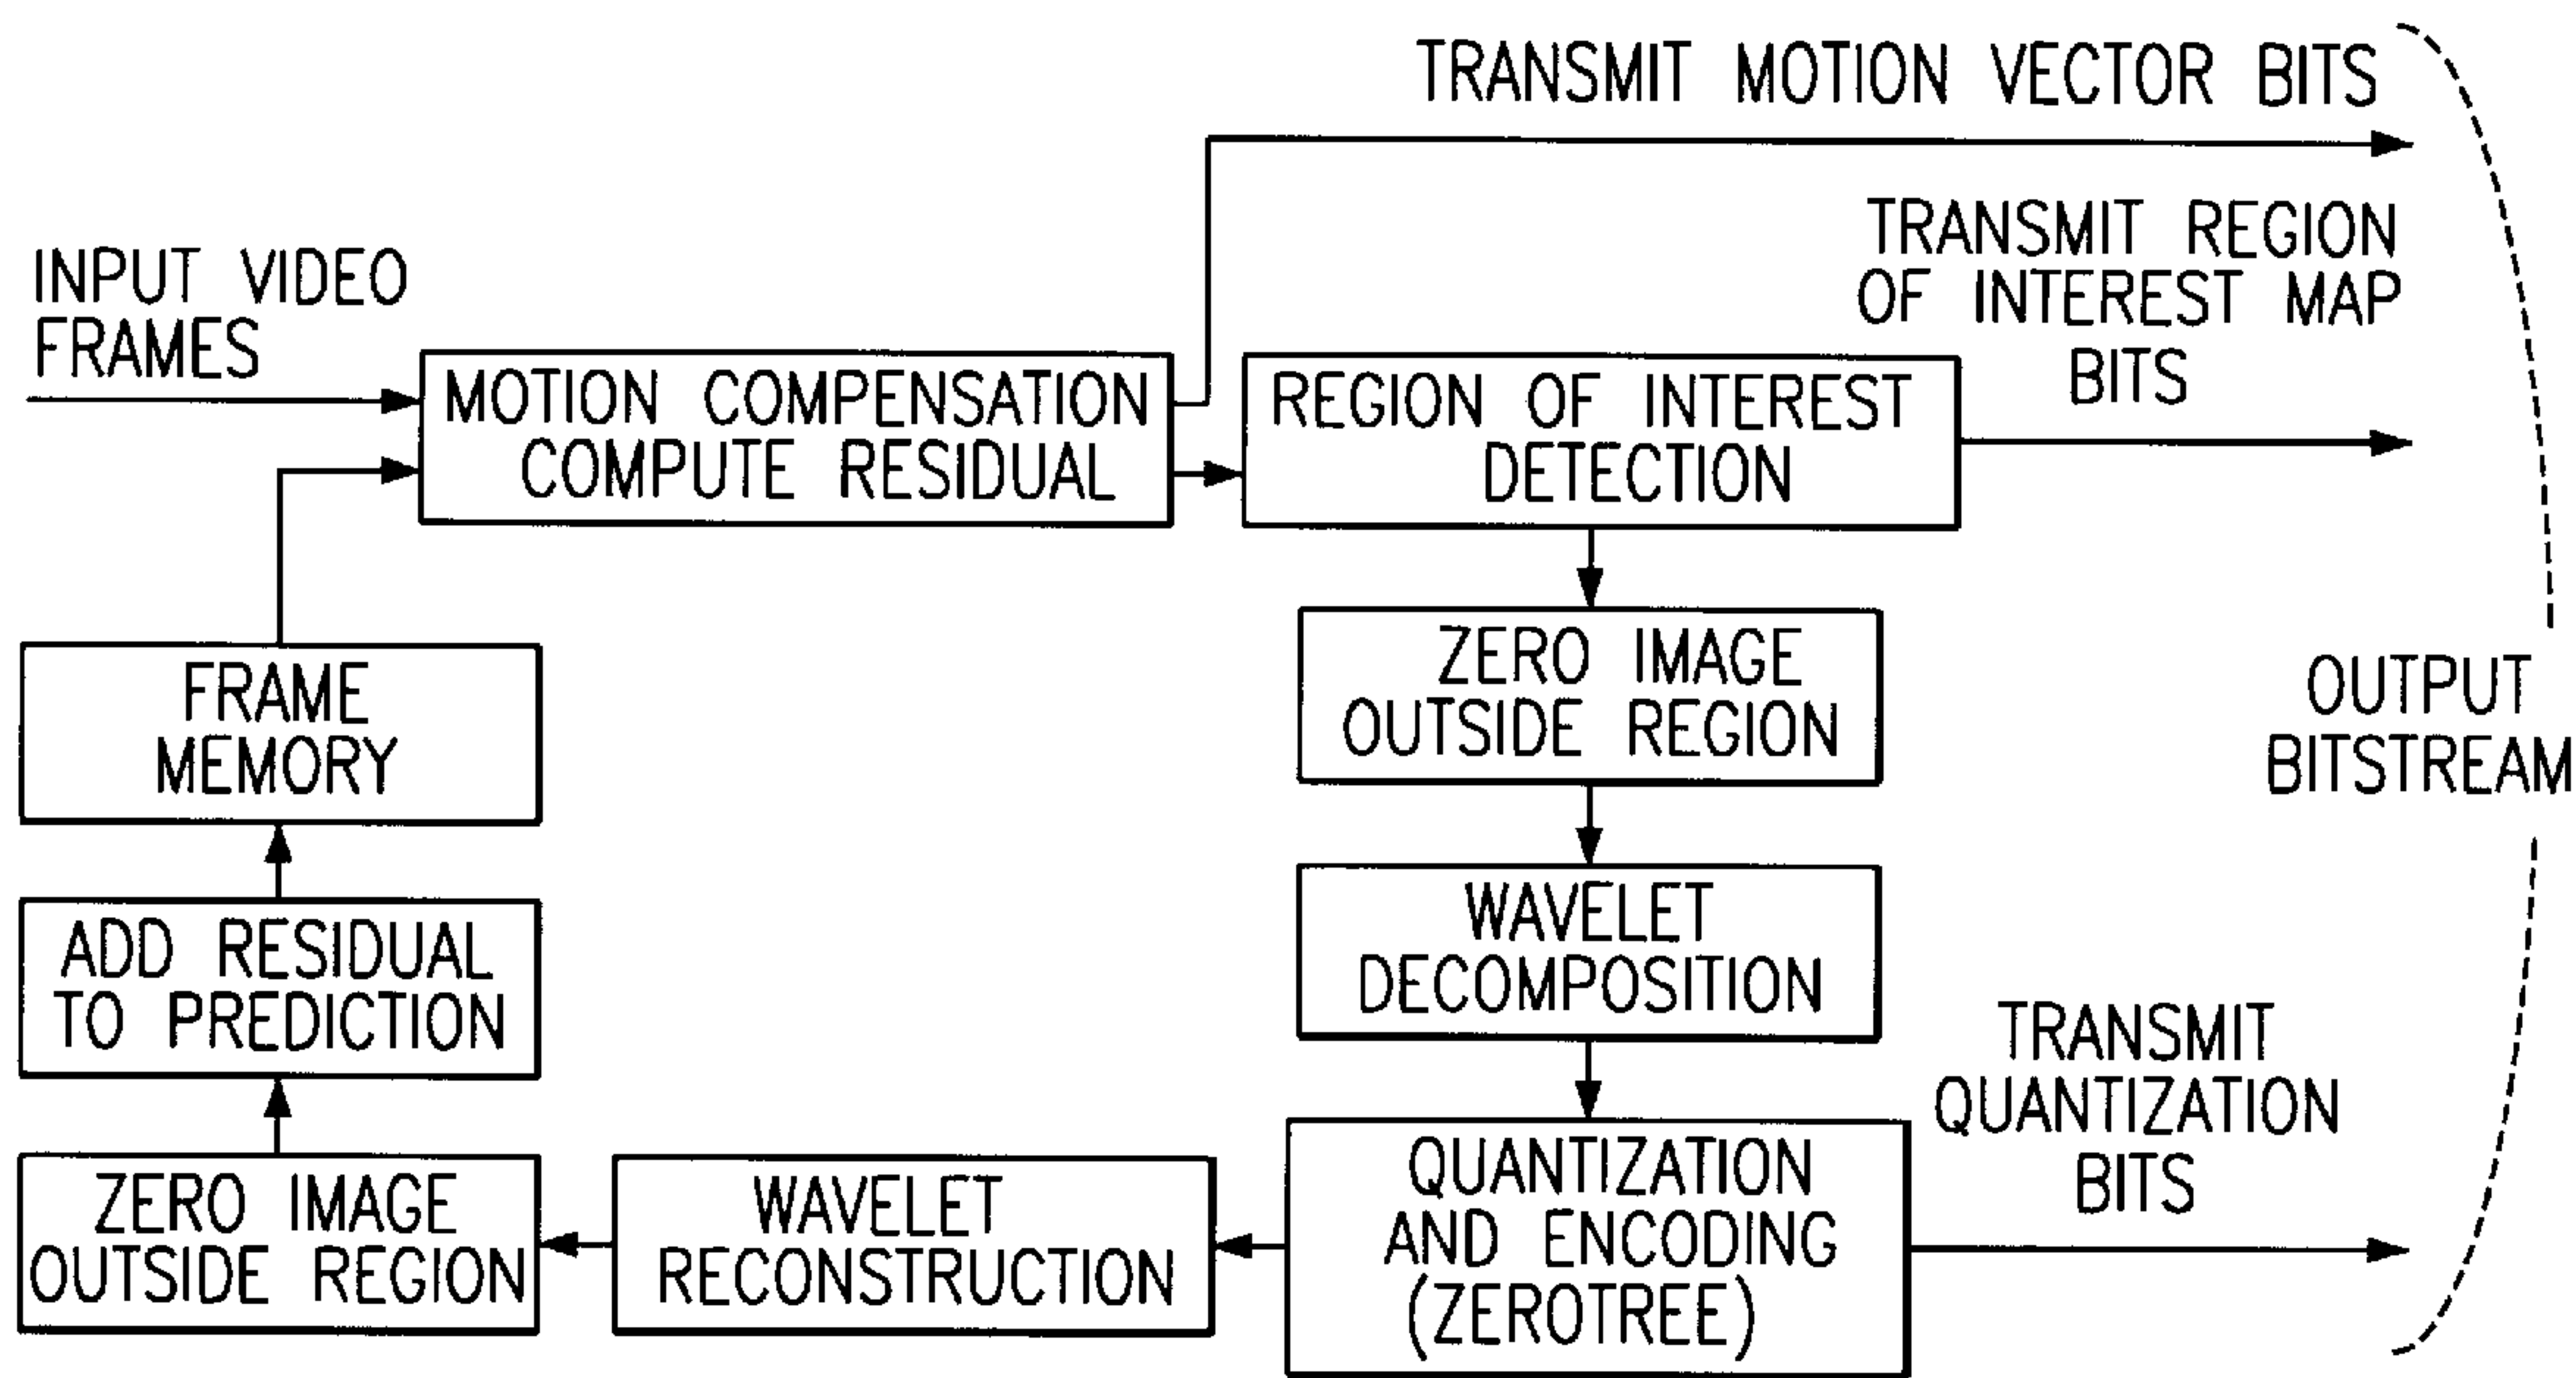 TRANSMIT MOTION VECTOR BITS
TRANSMIT REGION
OF INTEREST MAP
BITS
INPUT VIDEO
FRAMES
MOTION COMPENSATION
COMPUTE RESIDUAL
REGION OF INTEREST
DETECTION
FRAME
MEMORY
ZERO IMAGE
OUTSIDE REGION
OUTPUT
BITSTREAM
ADD RESIDUAL
TO PREDICTION
WAVELET
DECOMPOSITION
TRANSMIT
QUANTIZATION
BITS
ZERO IMAGE
OUTSIDE REGION
WAVELET
RECONSTRUCTION
QUANTIZATION
AND ENCODING
(ZEROTREE)